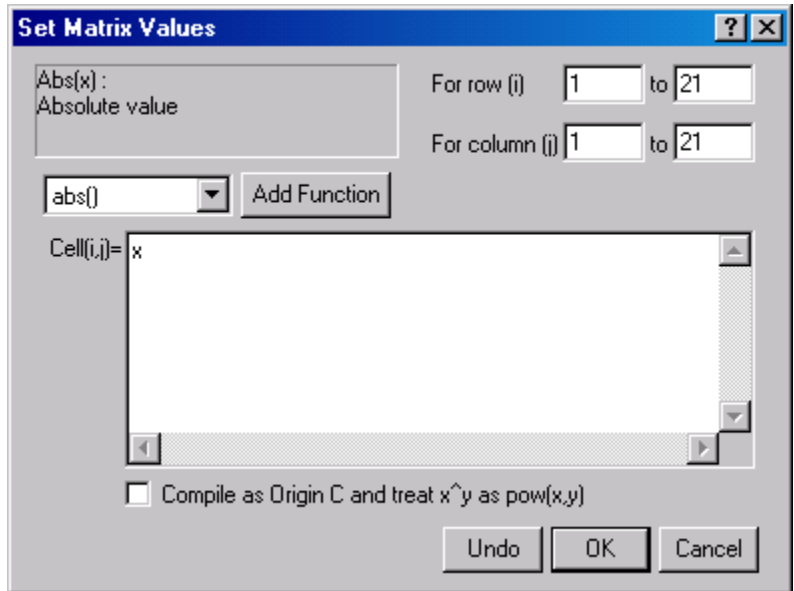 Set Matrix Values
Abs(x) :
Absolute value
For row (i) 1 to 21
For column (j) 1 to 21
abs() Add Function
Cell(i,j)= x
Compile as Origin C and treat x^y as pow(x,y)
Undo OK Cancel